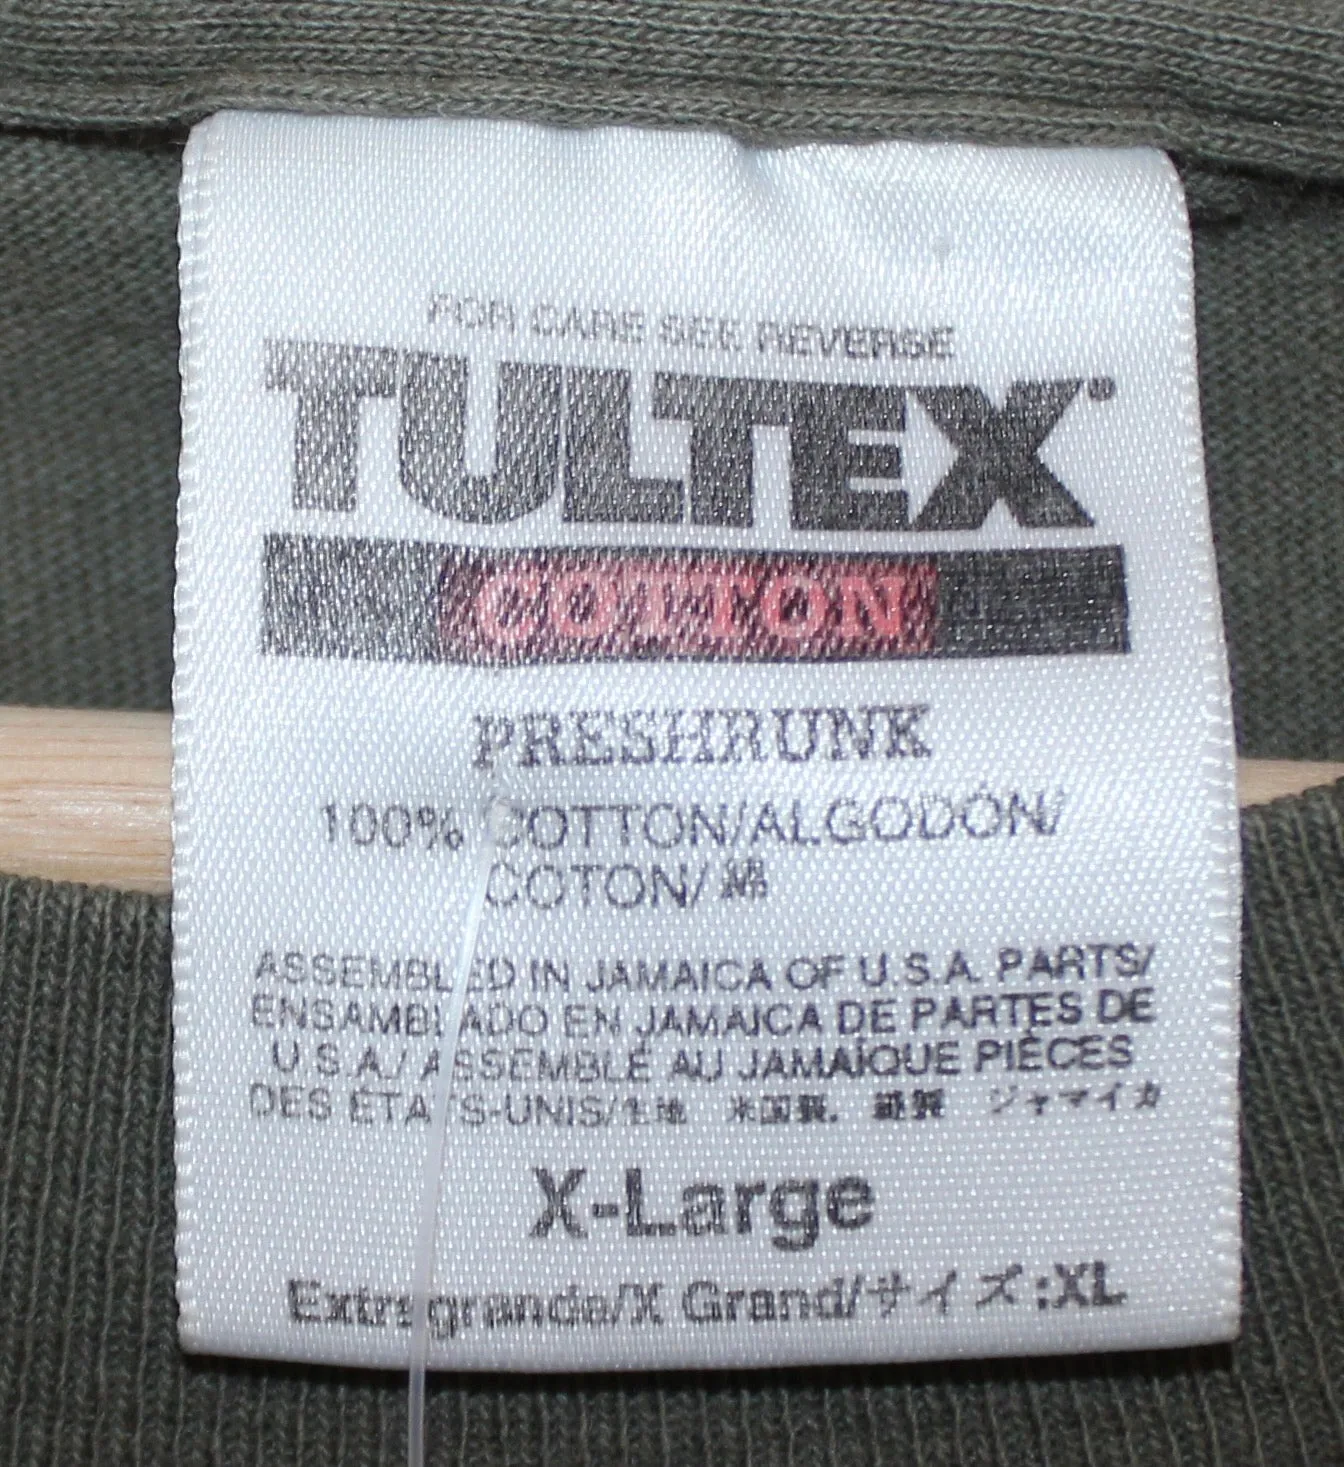 FOR CARE SEE REVERSE
TULTEX
COTTON
PRESHRUNK
100% COTTON/ALGODÓN/
COTON/綿
ASSEMBLED IN JAMAICA OF U.S.A. PARTS/
ENSAMBLADO EN JAMAICA DE PARTES DE
U.S.A./ASSEMBLÉ AU JAMAÏQUE PIÈCES
DES ÉTATS-UNIS/生地 米国製. 縫製 ジャマイカ
X-Large
Extragrande/X Grand/サイズ:XL